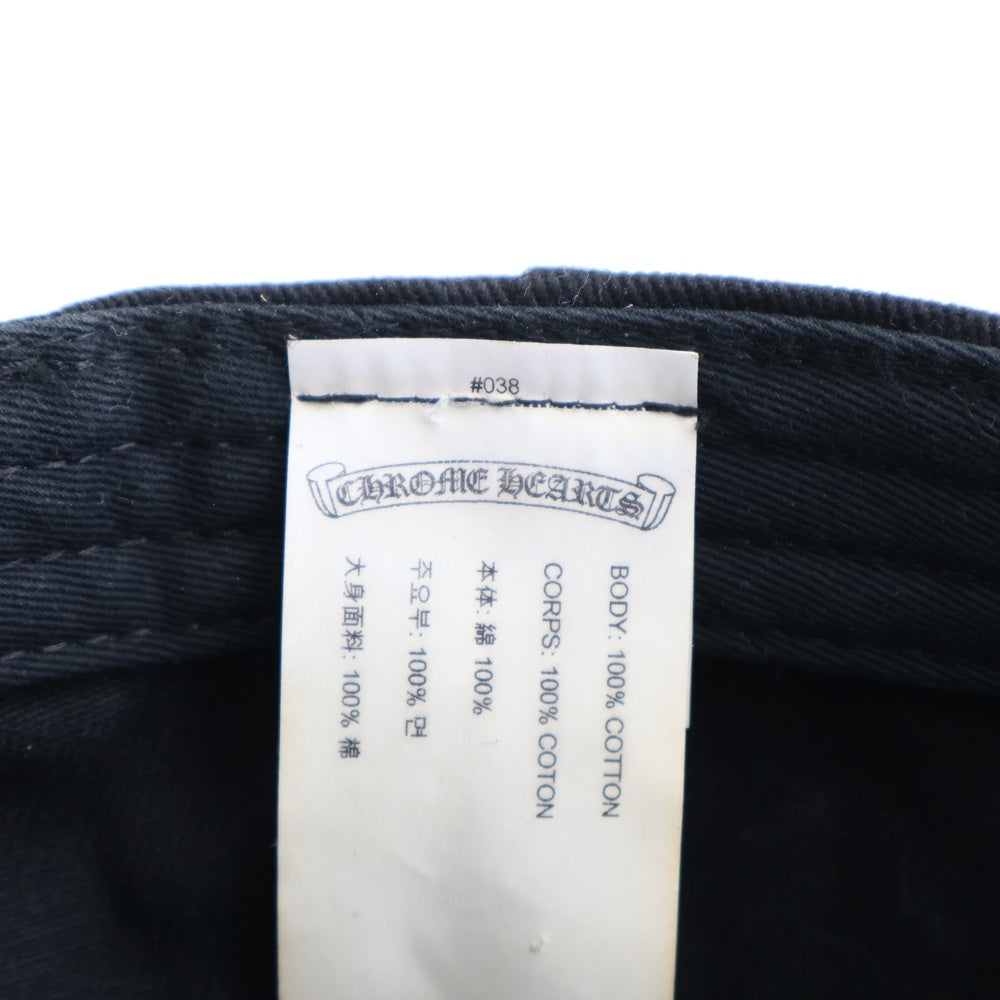 #038
CHROME HEARTS
BODY: 100% COTTON
CORPS: 100% COTON
本体: 綿 100%
주요부: 100% 면
大身面料: 100% 棉